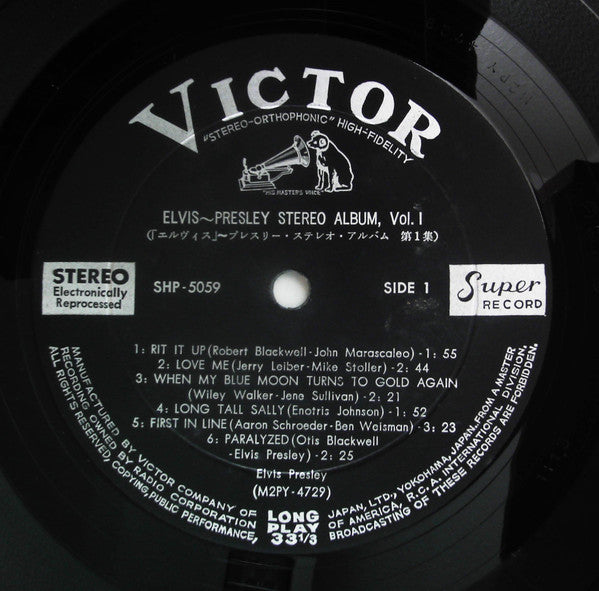 VICTOR
"STEREO-ORTHOPHONIC" HIGH-FIDELITY
"HIS MASTER'S VOICE"
ELVIS~PRESLEY STEREO ALBUM, Vol. I
(「エルヴィス」~プレスリー・ステレオ・アルバム 第1集)
STEREO
Electronically
Reprocessed
SHP-5059
SIDE 1
Super
RECORD
1: RIT IT UP (Robert Blackwell-John Marascaleo)-1: 55
2: LOVE ME (Jerry Leiber-Mike Stoller)-2: 44
3: WHEN MY BLUE MOON TURNS TO GOLD AGAIN
(Wiley Walker-Jene Sullivan)-2: 21
4: LONG TALL SALLY (Enotris Johnson)-1: 52
5: FIRST IN LINE (Aaron Schroeder-Ben Weisman)-3: 23
6: PARALYZED (Otis Blackwell
-Elvis Presley)-2: 25
Elvis Presley
(M2PY-4729)
MANUFACTURED BY VICTOR COMPANY OF JAPAN, LTD., YOKOHAMA, JAPAN, FROM A MASTER
RECORDING OWNED BY RADIO CORPORATION OF AMERICA, R.C.A. INTERNATIONAL DIVISION.
ALL RIGHTS RESERVED, COPYING, PUBLIC PERFORMANCE, BROADCASTING OF THESE RECORDS ARE FORBIDDEN.
LONG
PLAY
33 1/3